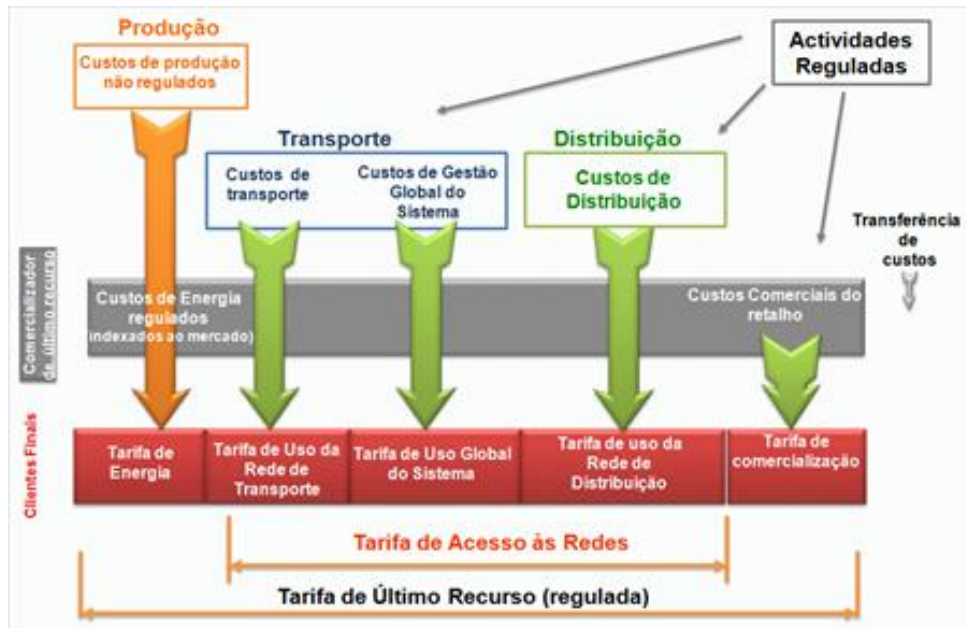 Produção
Custos de produção
não regulados
Actividades
Reguladas
Transporte
Custos de
transporte
Custos de Gestão
Global do
Sistema
Distribuição
Custos de
Distribuição
Transferência
de
custos
Comercializador
de último recurso
Custos de Energia
regulados
(indexados ao mercado)
Custos Comerciais do
retalho
Clientes Finais
Tarifa de
Energia
Tarifa de Uso da
Rede de
Transporte
Tarifa de Uso Global
do Sistema
Tarifa de uso da
Rede de
Distribuição
Tarifa de
comercialização
Tarifa de Acesso às Redes
Tarifa de Último Recurso (regulada)